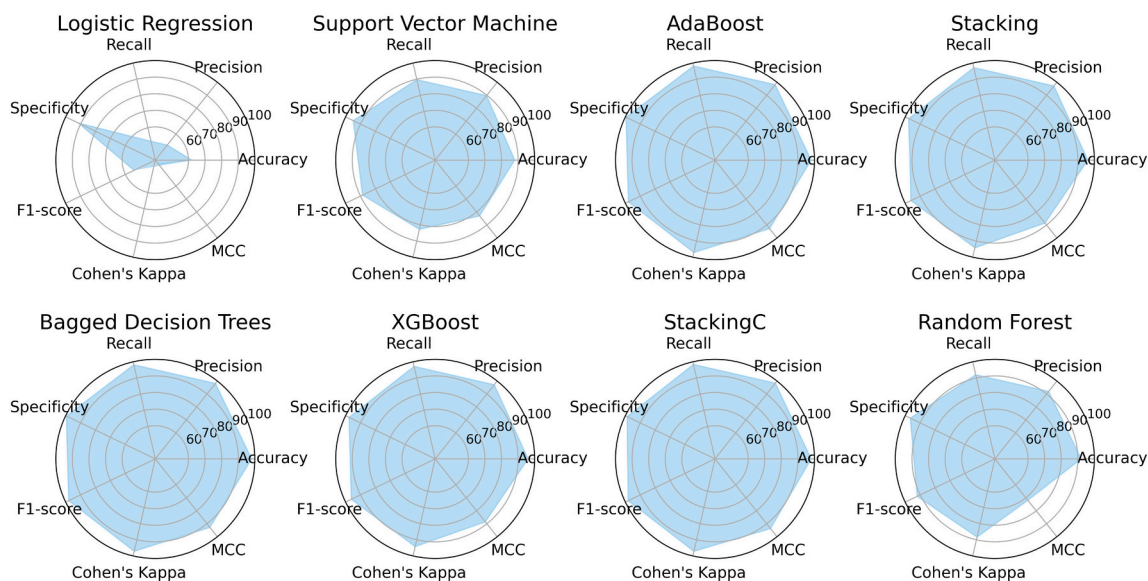 Logistic Regression
Recall
Precision
Specificity
60 70 80 90 100
Accuracy
F1-score
MCC
Cohen's Kappa
Support Vector Machine
Recall
Precision
Specificity
60 70 80 90 100
Accuracy
F1-score
MCC
Cohen's Kappa
AdaBoost
Recall
Precision
Specificity
60 70 80 90 100
Accuracy
F1-score
MCC
Cohen's Kappa
Stacking
Recall
Precision
Specificity
60 70 80 90 100
Accuracy
F1-score
MCC
Cohen's Kappa
Bagged Decision Trees
Recall
Precision
Specificity
60 70 80 90 100
Accuracy
F1-score
MCC
Cohen's Kappa
XGBoost
Recall
Precision
Specificity
60 70 80 90 100
Accuracy
F1-score
MCC
Cohen's Kappa
StackingC
Recall
Precision
Specificity
60 70 80 90 100
Accuracy
F1-score
MCC
Cohen's Kappa
Random Forest
Recall
Precision
Specificity
60 70 80 90 100
Accuracy
F1-score
MCC
Cohen's Kappa